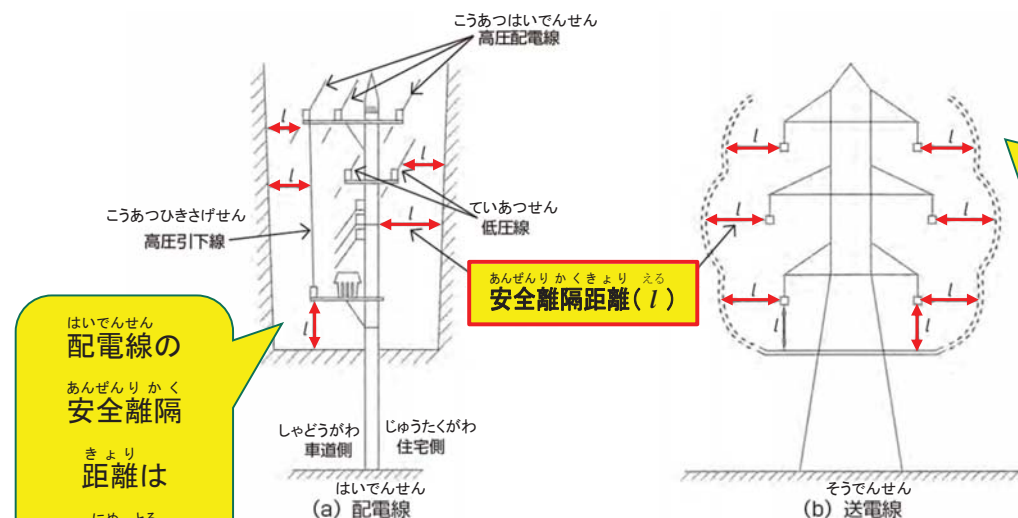 こうあつはいでんせん
高圧配電線
l
l
l
l
l
l
こうあつひきさげせん
高圧引下線
ていあつせん
低圧線
l
l
l
あんぜんりかくきょり える
安全離隔距離(l)
l
l
l
l
l
はいでんせん
配電線の
あんぜんりかく
安全離隔
きょり
距離は
しゃどうがわ
車道側
じゅうたくがわ
住宅側
はいでんせん
(a) 配電線
そうでんせん
(b) 送電線